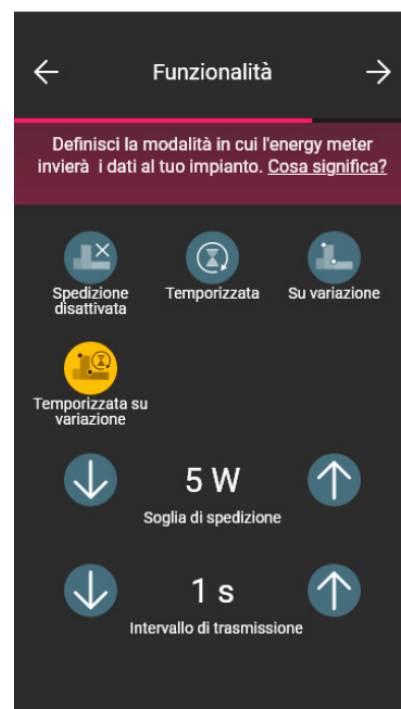 Funzionalità
Definisci la modalità in cui l'energy meter
invierà i dati al tuo impianto. Cosa significa?
Spedizione
disattivata
Temporizzata
Su variazione
Temporizzata su
variazione
5 W
Soglia di spedizione
1 s
Intervallo di trasmissione